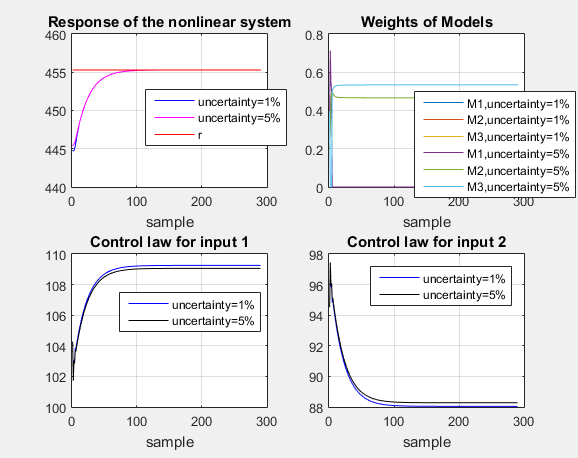 Response of the nonlinear system
460
455
450
445
440
0
100
200
300
sample
uncertainty=1%
uncertainty=5%
r
Weights of Models
0.8
0.6
0.4
0.2
0
0
100
200
300
sample
M1,uncertainty=1%
M2,uncertainty=1%
M3,uncertainty=1%
M1,uncertainty=5%
M2,uncertainty=5%
M3,uncertainty=5%
Control law for input 1
110
108
106
104
102
100
0
100
200
300
sample
uncertainty=1%
uncertainty=5%
Control law for input 2
98
96
94
92
90
88
0
100
200
300
sample
uncertainty=1%
uncertainty=5%